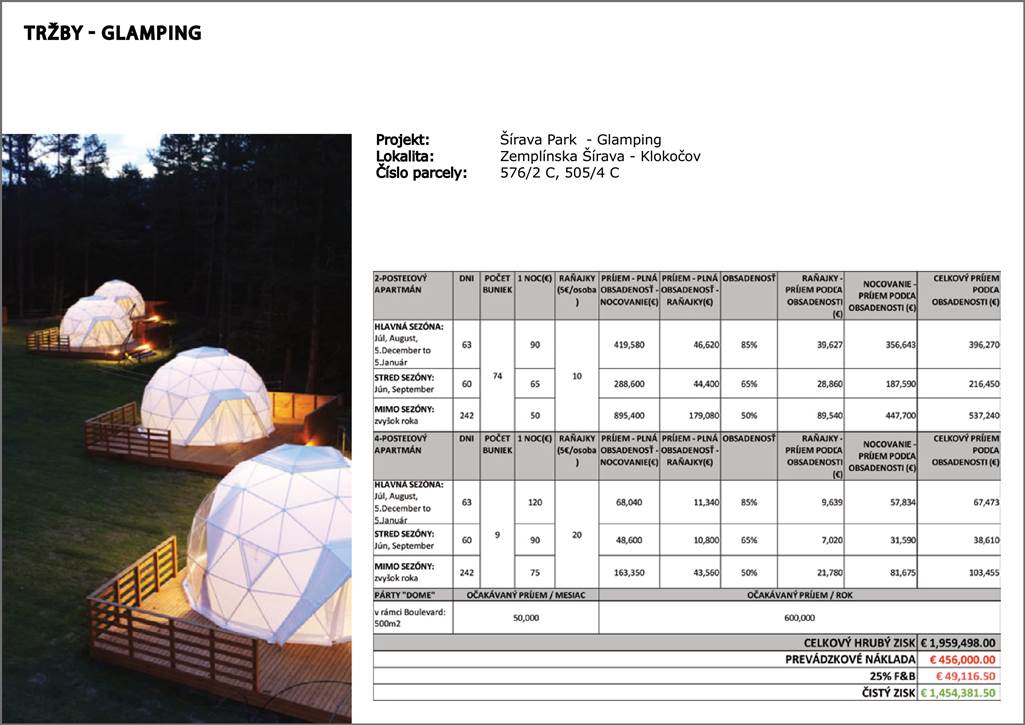 TRŽBY - GLAMPING
Projekt: Šírava Park - Glamping
Lokalita: Zemplínska Šírava - Klokočov
Číslo parcely: 576/2 C, 505/4 C
2-POSTEĽOVÝ APARTMÁN DNI POČET BUNIEK 1 NOC(€) RAŇAJKY (5€/osoba) PRÍJEM - PLNÁ OBSADENOSŤ - NOCOVANIE(€) PRÍJEM - PLNÁ OBSADENOSŤ - RAŇAJKY(€) OBSADENOSŤ RAŇAJKY - PRÍJEM PODĽA OBSADENOSTI (€) NOCOVANIE - PRÍJEM PODĽA OBSADENOSTI (€) CELKOVÝ PRÍJEM PODĽA OBSADENOSTI (€)
HLAVNÁ SEZÓNA:
Júl, August,
5.December to
5.Január
63 74 90 10 419,580 46,620 85% 39,627 356,643 396,270
STRED SEZÓNY:
Jún, September
60 65 288,600 44,400 65% 28,860 187,590 216,450
MIMO SEZÓNY:
zvyšok roka
242 50 895,400 179,080 50% 89,540 447,700 537,240
4-POSTEĽOVÝ APARTMÁN DNI POČET BUNIEK 1 NOC(€) RAŇAJKY (5€/osoba) PRÍJEM - PLNÁ OBSADENOSŤ - NOCOVANIE(€) PRÍJEM - PLNÁ OBSADENOSŤ - RAŇAJKY(€) OBSADENOSŤ RAŇAJKY - PRÍJEM PODĽA OBSADENOSTI (€) NOCOVANIE - PRÍJEM PODĽA OBSADENOSTI (€) CELKOVÝ PRÍJEM PODĽA OBSADENOSTI (€)
HLAVNÁ SEZÓNA:
Júl, August,
5.December to
5.Január
63 9 120 20 68,040 11,340 85% 9,639 57,834 67,473
STRED SEZÓNY:
Jún, September
60 90 48,600 10,800 65% 7,020 31,590 38,610
MIMO SEZÓNY:
zvyšok roka
242 75 163,350 43,560 50% 21,780 81,675 103,455
PÁRTY "DOME" OČAKÁVANÝ PRÍJEM / MESIAC OČAKÁVANÝ PRÍJEM / ROK
v rámci Boulevard:
500m2
50,000 600,000
CELKOVÝ HRUBÝ ZISK € 1,959,498.00
PREVÁDZKOVÉ NÁKLADA € 456,000.00
25% F&B € 49,116.50
ČISTÝ ZISK € 1,454,381.50